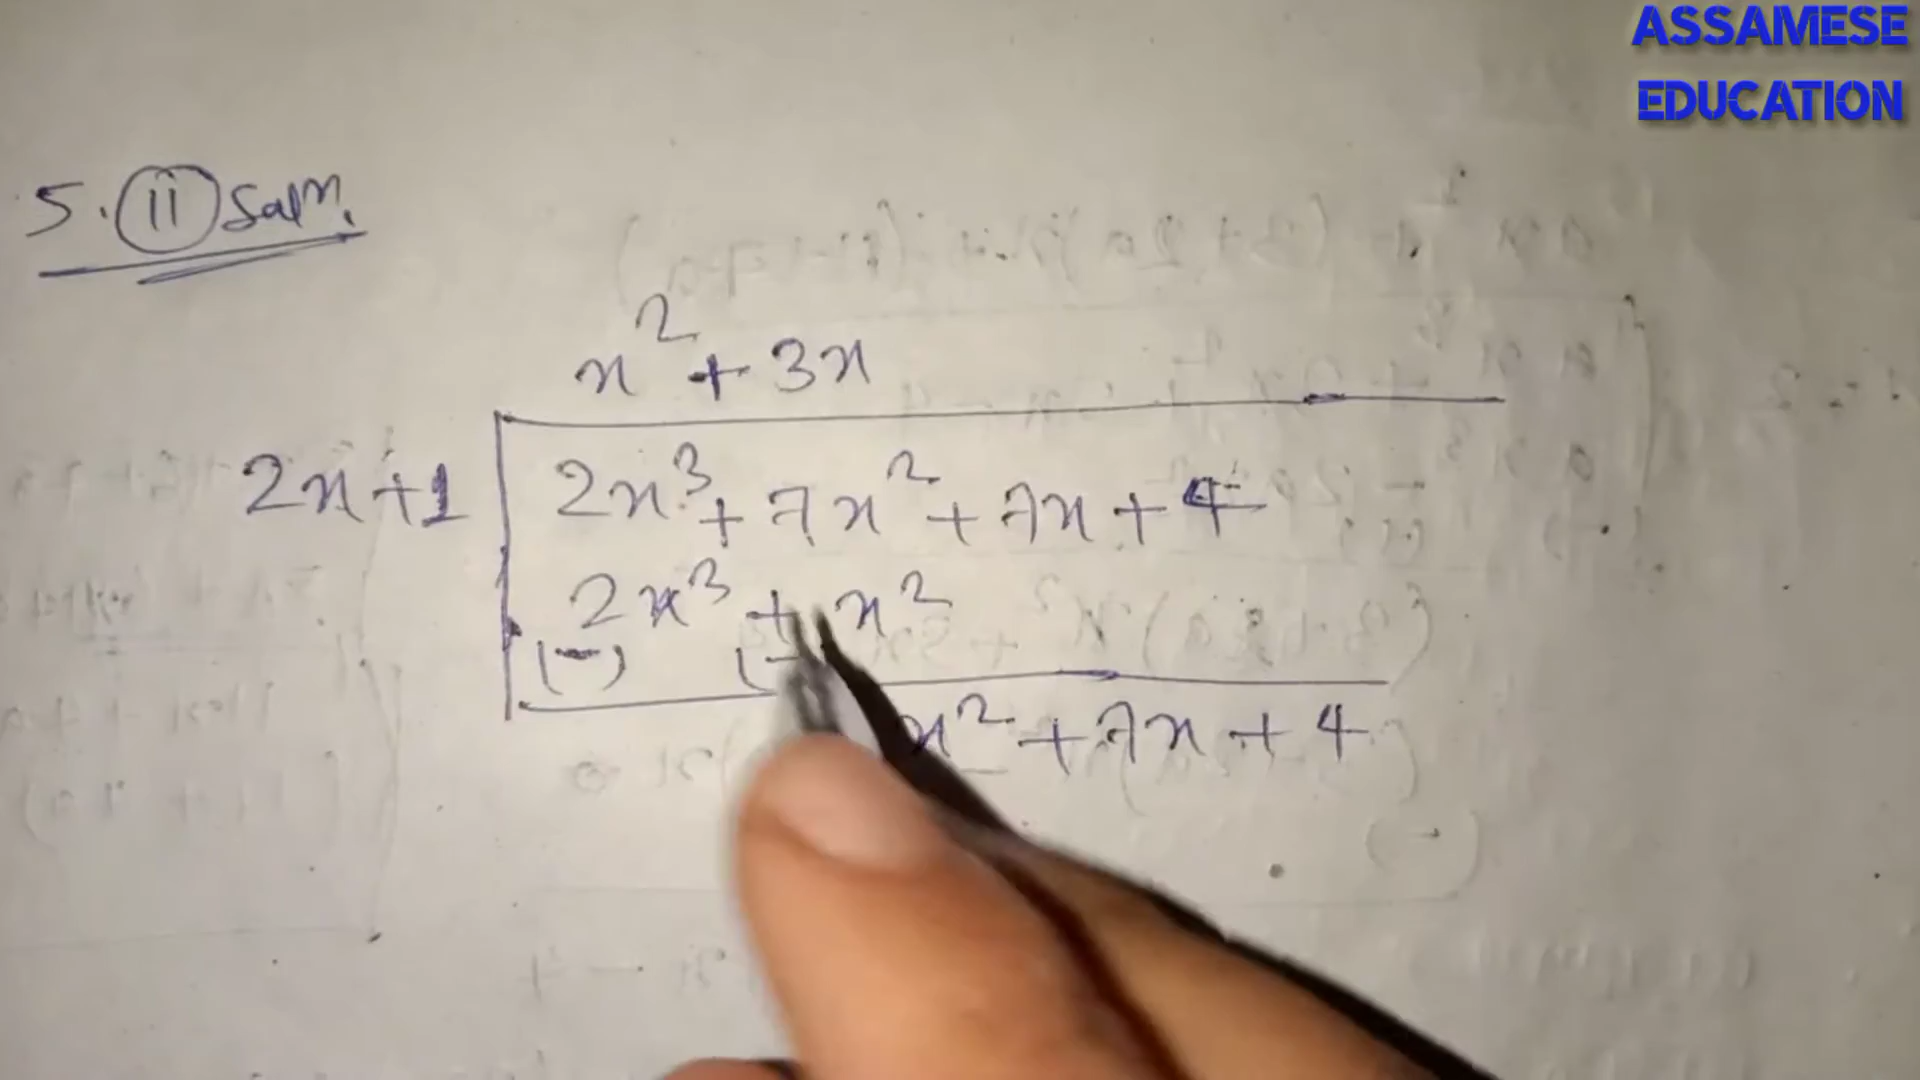 ASSAMESE
EDUCATION
5. (ii) Solⁿ.
x² + 3x
2x+1 2x³ + 7x² + 7x + 4
2x³ + x²
(-) (-
x² + 7x + 4